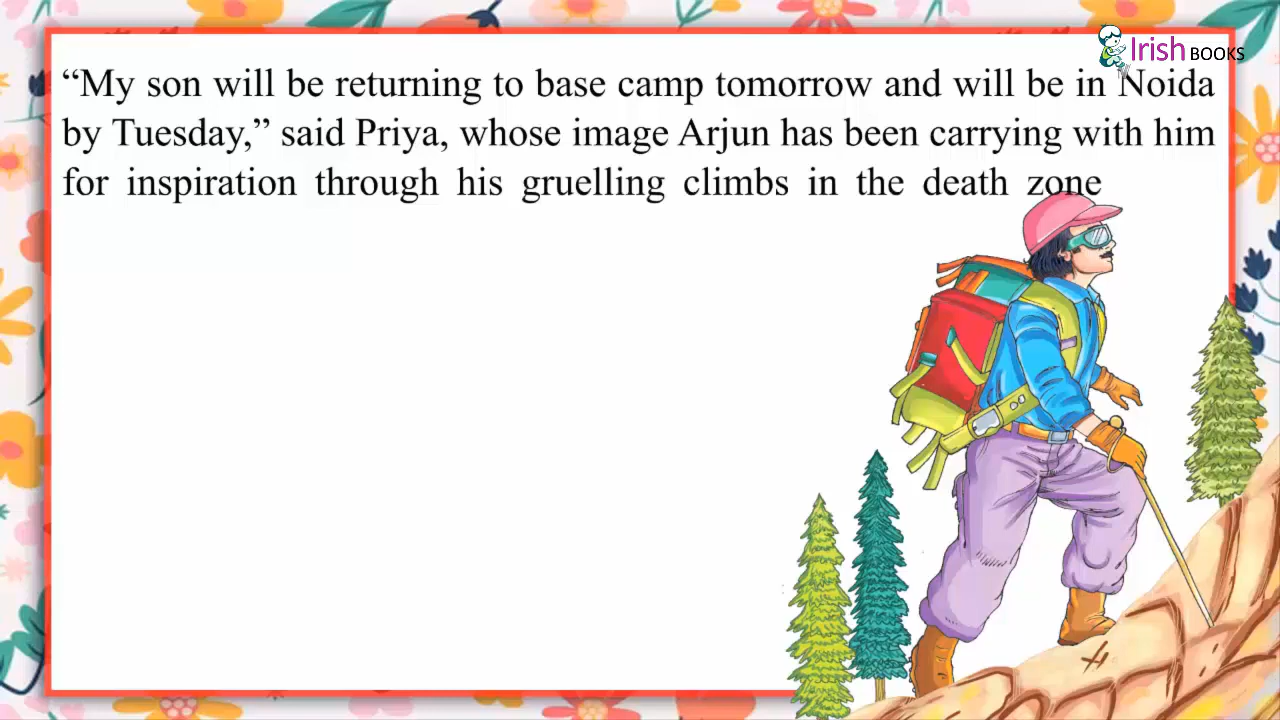 Irish BOOKS
“My son will be returning to base camp tomorrow and will be in Noida
by Tuesday,” said Priya, whose image Arjun has been carrying with him
for inspiration through his gruelling climbs in the death zone